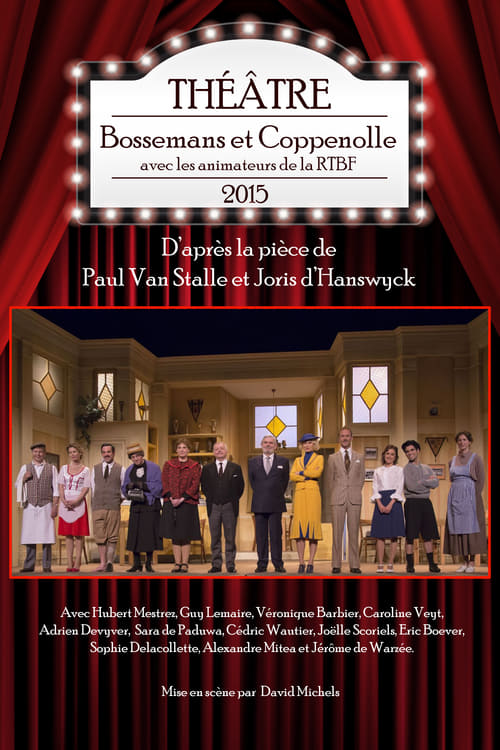 THÉÂTRE
Bossemans et Coppenolle
avec les animateurs de la RTBF
2015
D'après la pièce de
Paul Van Stalle et Joris d'Hanswyck
Avec Hubert Mestrez, Guy Lemaire, Véronique Barbier, Caroline Veyt,
Adrien Devyver, Sara de Paduwa, Cédric Wautier, Joëlle Scoriels, Eric Boever,
Sophie Delacollette, Alexandre Mitea et Jérôme de Warzée.
Mise en scène par David Michels